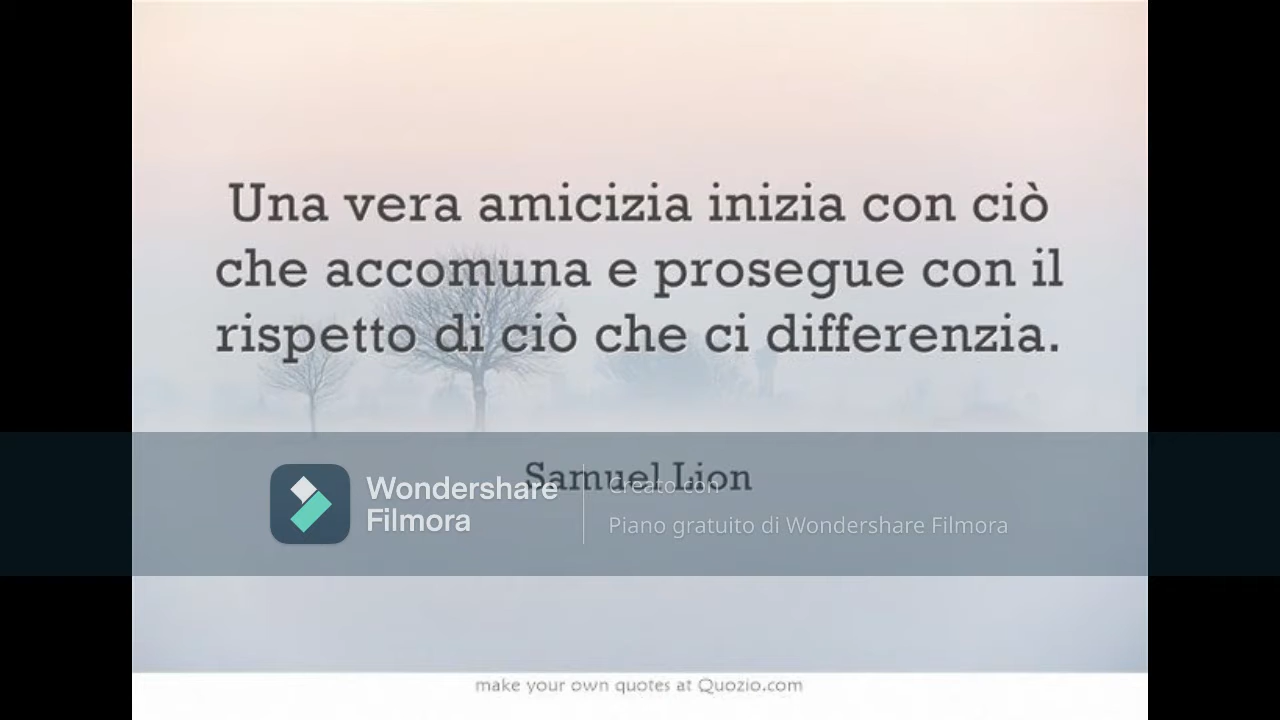 Una vera amicizia inizia con ciò
che accomuna e prosegue con il
rispetto di ciò che ci differenzia.
Samuel Lion
Wondershare
Filmora
Creato con
Piano gratuito di Wondershare Filmora
make your own quotes at Quozio.com